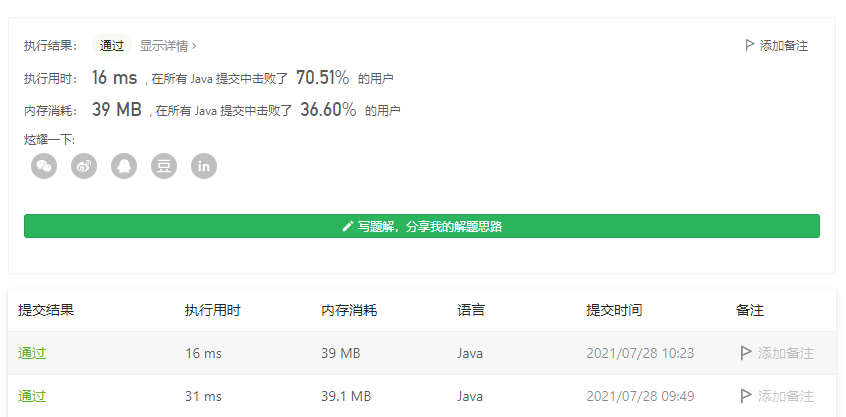 执行结果： 通过 显示详情 › 添加备注
执行用时： 16 ms , 在所有 Java 提交中击败了 70.51% 的用户
内存消耗： 39 MB , 在所有 Java 提交中击败了 36.60% 的用户
炫耀一下:
豆 in
写题解，分享我的解题思路
提交结果 执行用时 内存消耗 语言 提交时间 备注
通过 16 ms 39 MB Java 2021/07/28 10:23 添加备注
通过 31 ms 39.1 MB Java 2021/07/28 09:49 添加备注